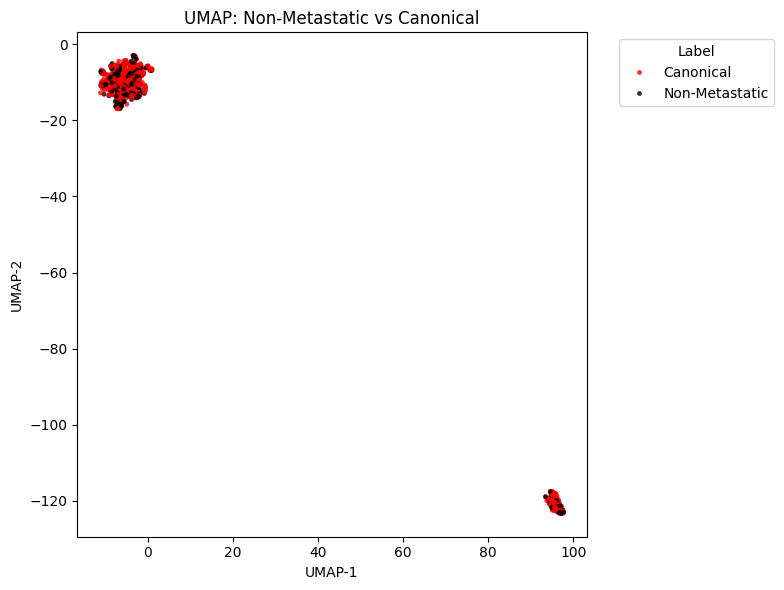 UMAP: Non-Metastatic vs Canonical
Label
Canonical
Non-Metastatic
0
−20
−40
−60
−80
−100
−120
UMAP-2
0
20
40
60
80
100
UMAP-1